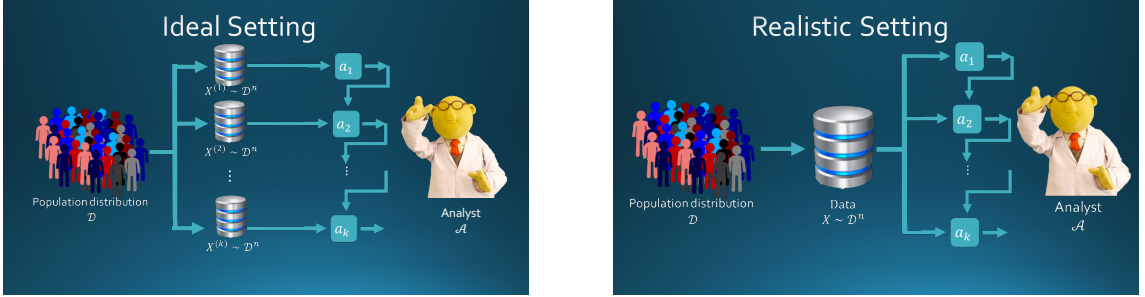 Ideal Setting
X^{(1)} ~ 𝒟^n
a_1
X^{(2)} ~ 𝒟^n
a_2
⋮
⋮
X^{(k)} ~ 𝒟^n
a_k
Population distribution
𝒟
Analyst
𝒜
Realistic Setting
Population distribution
𝒟
Data
X ~ 𝒟^n
a_1
a_2
⋮
a_k
Analyst
𝒜